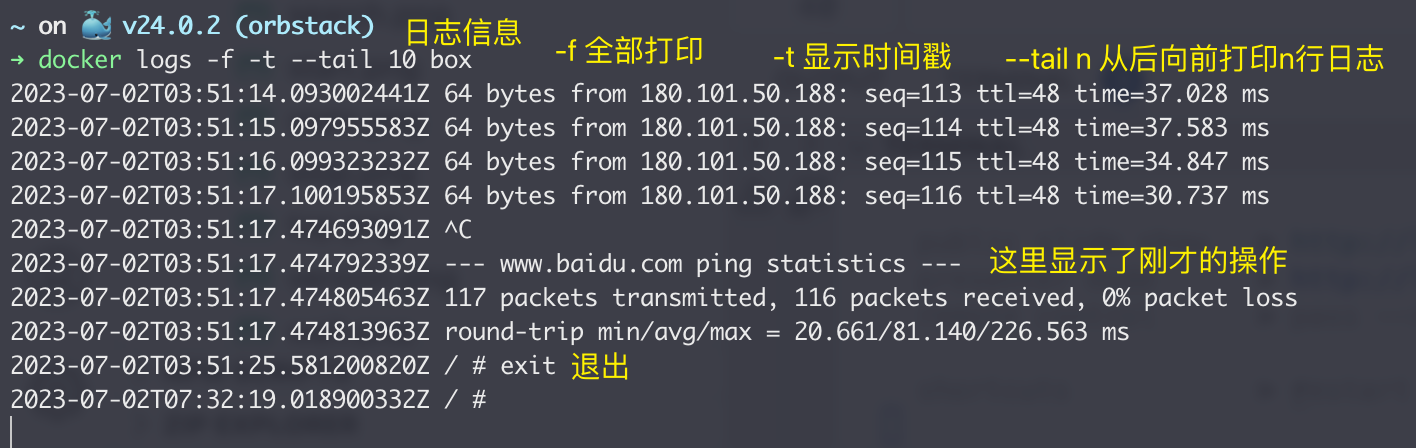 ~ on 🐳 v24.0.2 (orbstack) 日志信息
→ docker logs -f -t --tail 10 box -f 全部打印 -t 显示时间戳 --tail n 从后向前打印n行日志
2023-07-02T03:51:14.093002441Z 64 bytes from 180.101.50.188: seq=113 ttl=48 time=37.028 ms
2023-07-02T03:51:15.097955583Z 64 bytes from 180.101.50.188: seq=114 ttl=48 time=37.583 ms
2023-07-02T03:51:16.099323232Z 64 bytes from 180.101.50.188: seq=115 ttl=48 time=34.847 ms
2023-07-02T03:51:17.100195853Z 64 bytes from 180.101.50.188: seq=116 ttl=48 time=30.737 ms
2023-07-02T03:51:17.474693091Z ^C
2023-07-02T03:51:17.474792339Z --- www.baidu.com ping statistics --- 这里显示了刚才的操作
2023-07-02T03:51:17.474805463Z 117 packets transmitted, 116 packets received, 0% packet loss
2023-07-02T03:51:17.474813963Z round-trip min/avg/max = 20.661/81.140/226.563 ms
2023-07-02T03:51:25.581200820Z / # exit 退出
2023-07-02T07:32:19.018900332Z / #